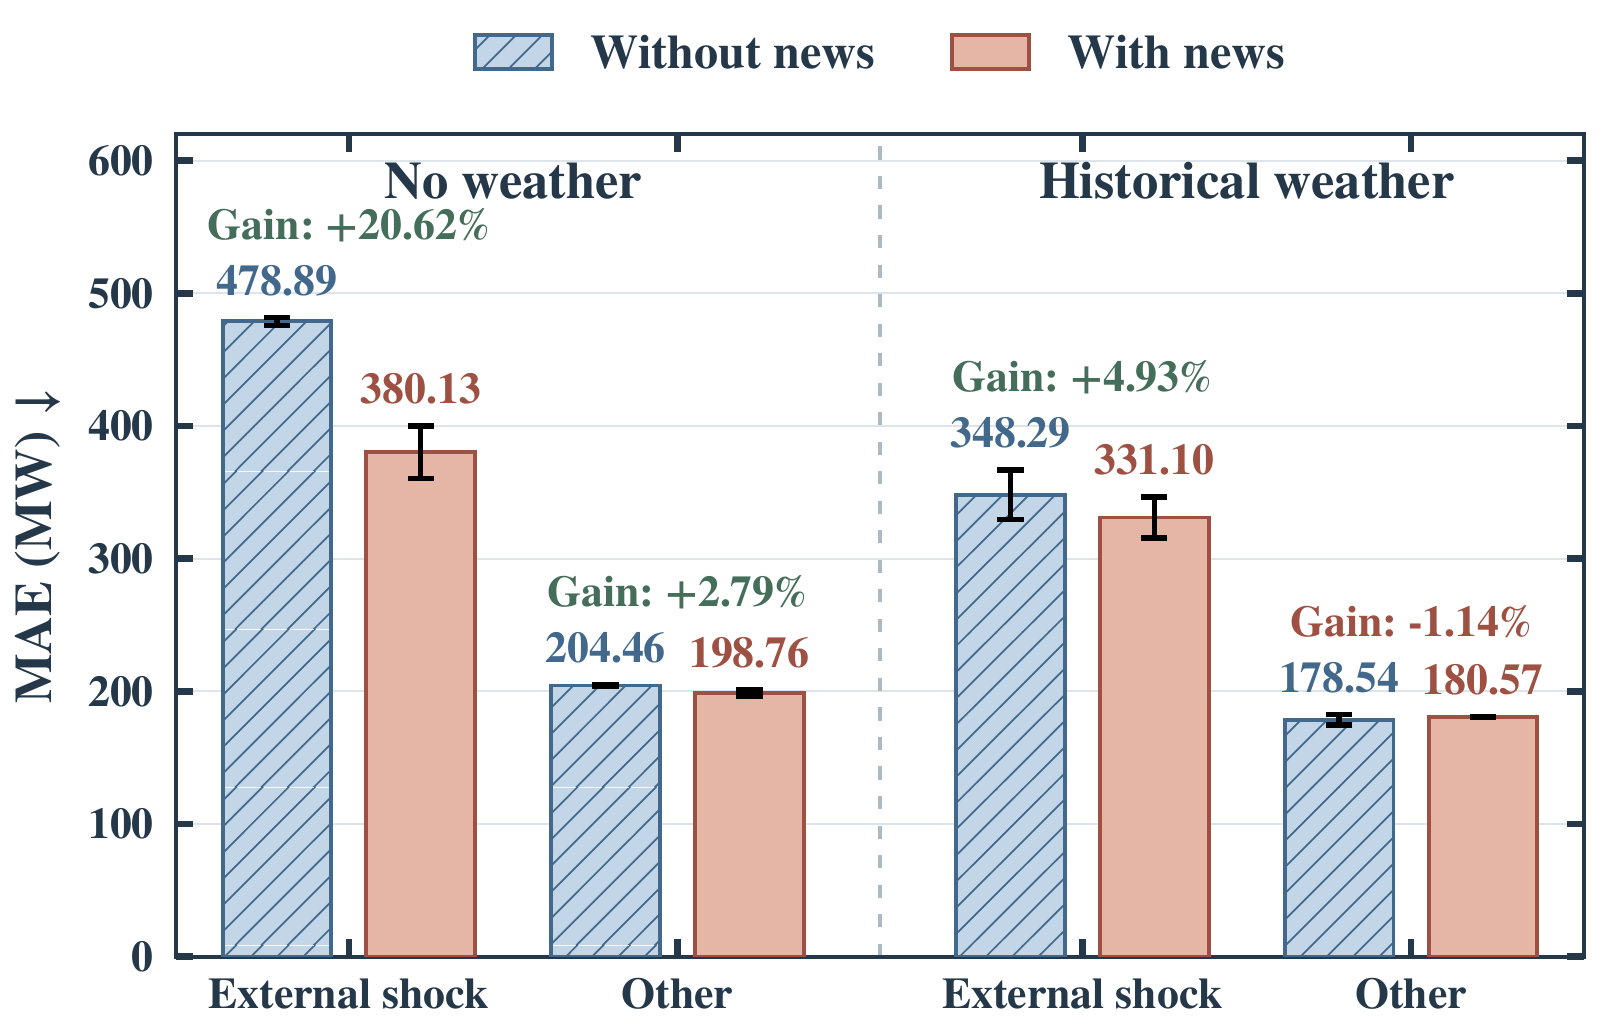 Without news
With news
MAE (MW) ↓
600
500
400
300
200
100
0
No weather
Gain: +20.62%
478.89
380.13
Gain: +2.79%
204.46
198.76
Historical weather
Gain: +4.93%
348.29
331.10
Gain: -1.14%
178.54
180.57
External shock
Other
External shock
Other